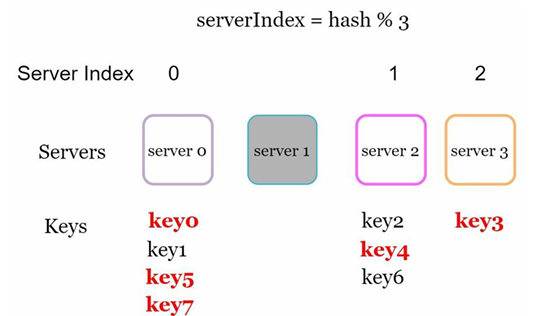 serverIndex = hash % 3
Server Index 0 1 2
Servers server 0 server 1 server 2 server 3
Keys key0 key2 key3
key1 key4
key5 key6
key7